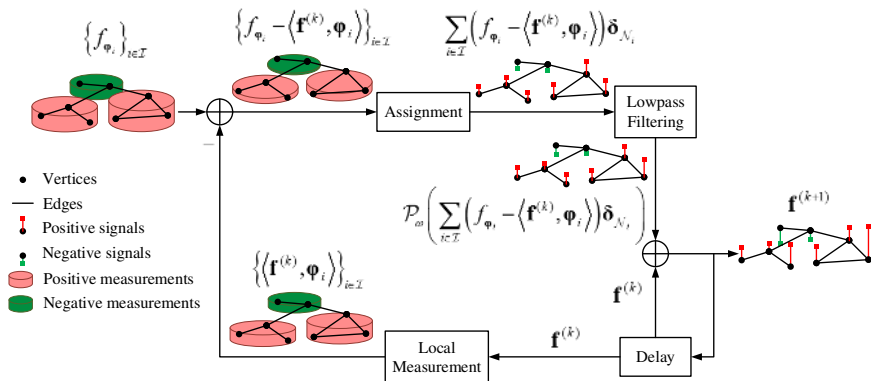 {f_{φ_i}}_{i∈ℐ}
{f_{φ_i} − ⟨f^{(k)}, φ_i⟩}_{i∈ℐ}
∑_{i∈ℐ}(f_{φ_i} − ⟨f^{(k)}, φ_i⟩)δ_{𝒩_i}
Assignment
Lowpass
Filtering
−
Vertices
Edges
Positive signals
Negative signals
Positive measurements
Negative measurements
𝒫_ω(∑_{i∈ℐ}(f_{φ_i} − ⟨f^{(k)}, φ_i⟩)δ_{𝒩_i})
f^{(k+1)}
{⟨f^{(k)}, φ_i⟩}_{i∈ℐ}
f^{(k)}
f^{(k)}
Local
Measurement
Delay